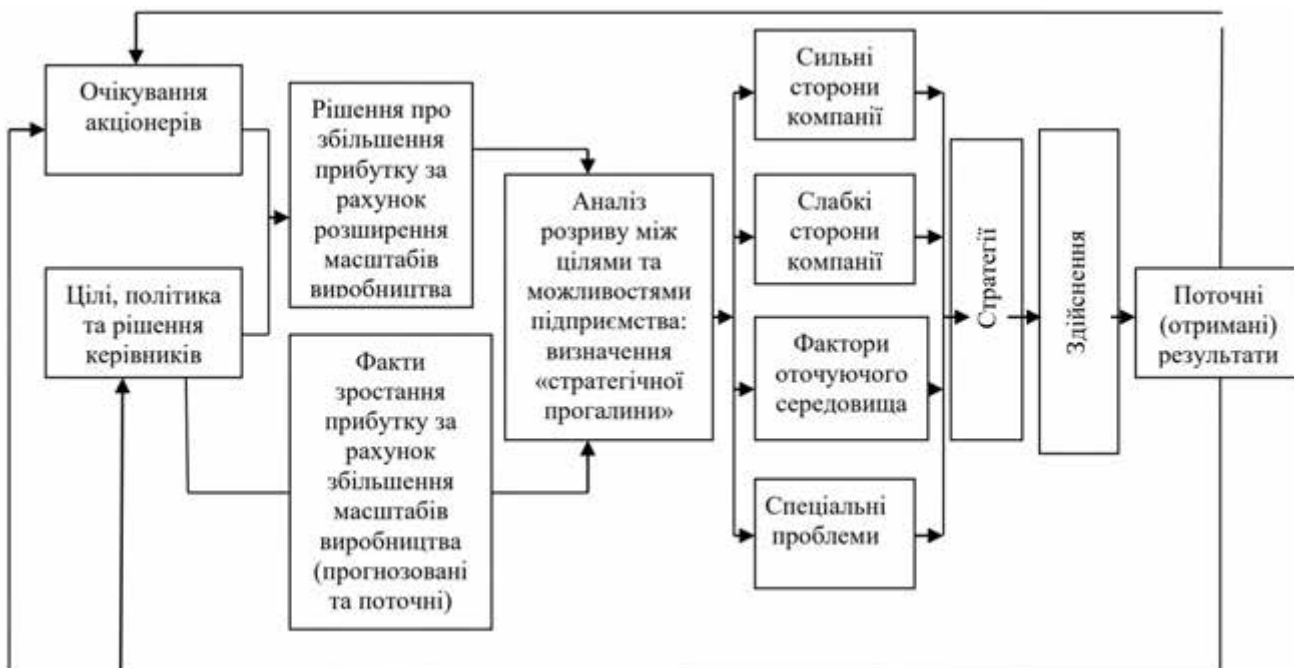 Очікування
акціонерів
Цілі, політика
та рішення
керівників
Рішення про
збільшення
прибутку за
рахунок
розширення
масштабів
виробництва
Факти
зростання
прибутку за
рахунок
збільшення
масштабів
виробництва
(прогнозовані
та поточні)
Аналіз
розриву між
цілями та
можливостями
підприємства:
визначення
«стратегічної
прогалини»
Сильні
сторони
компанії
Слабкі
сторони
компанії
Фактори
оточуючого
середовища
Спеціальні
проблеми
Стратегії
Здійснення
Поточні
(отримані)
результати